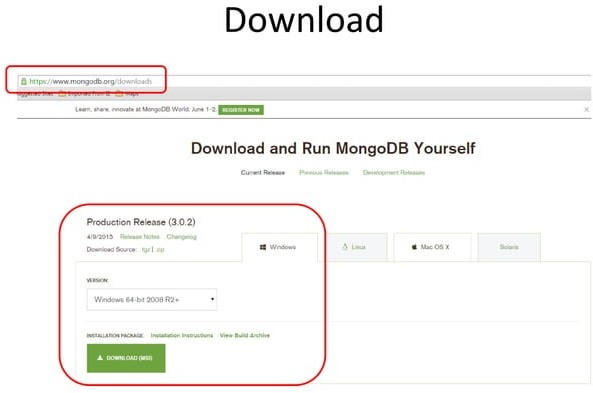 Download
https://www.mongodb.org/downloads
Suggested Sites Imported From IE Maps
Learn, share, innovate at MongoDB World. June 1-2 REGISTER NOW ×
Download and Run MongoDB Yourself
Current Release Previous Releases Development Releases
Production Release (3.0.2)
4/9/2015 Release Notes Changelog
Download Source: tgz | zip
Windows Linux Mac OS X Solaris
VERSION:
Windows 64-bit 2008 R2+
INSTALLATION PACKAGE: Installation Instructions View Build Archive
DOWNLOAD (MSI)